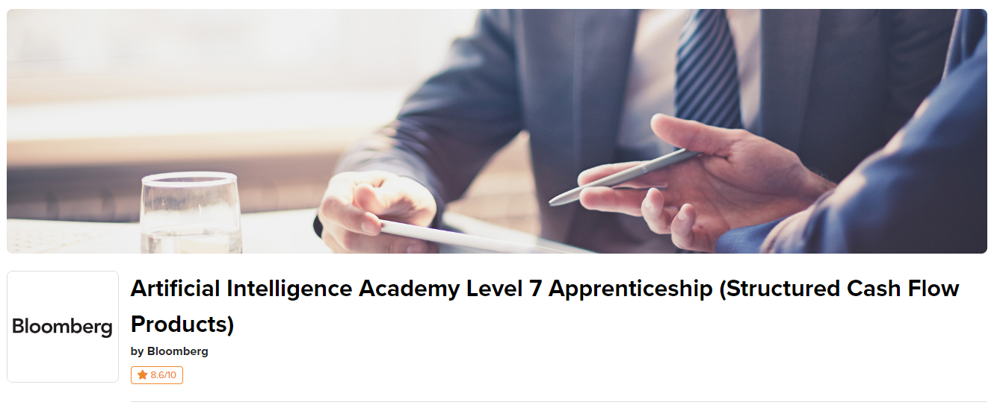 Bloomberg
Artificial Intelligence Academy Level 7 Apprenticeship (Structured Cash Flow
Products)
by Bloomberg
8.6/10